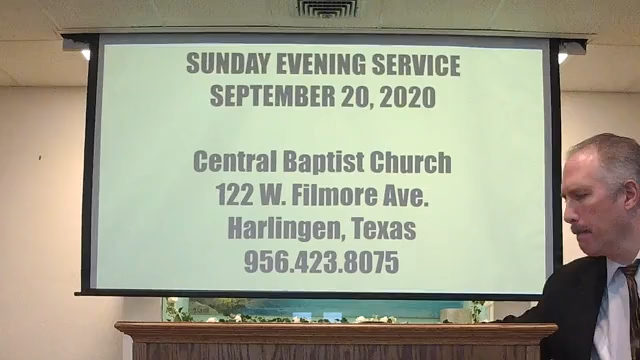 SUNDAY EVENING SERVICE
SEPTEMBER 20, 2020
Central Baptist Church
122 W. Filmore Ave.
Harlingen, Texas
956.423.8075